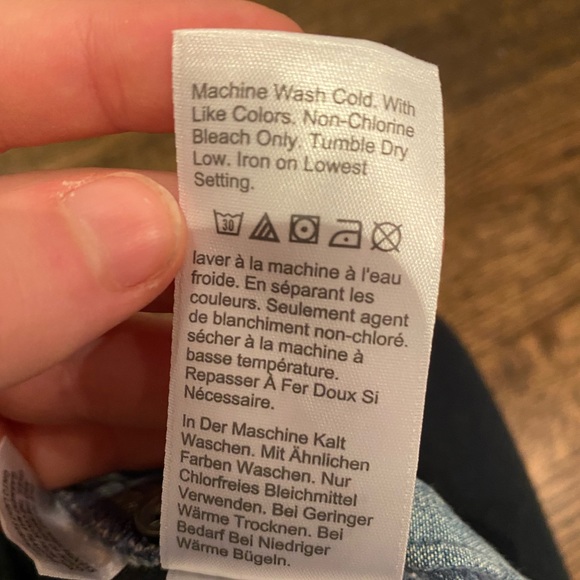 Machine Wash Cold. With
Like Colors. Non-Chlorine
Bleach Only. Tumble Dry
Low. Iron on Lowest
Setting.
30
laver à la machine à l'eau
froide. En séparant les
couleurs. Seulement agent
de blanchiment non-chloré.
sécher à la machine à
basse température.
Repasser À Fer Doux Si
Nécessaire.
In Der Maschine Kalt
Waschen. Mit Ähnlichen
Farben Waschen. Nur
Chlorfreies Bleichmittel
Verwenden. Bei Geringer
Wärme Trocknen. Bei
Bedarf Bei Niedriger
Wärme Bügeln.